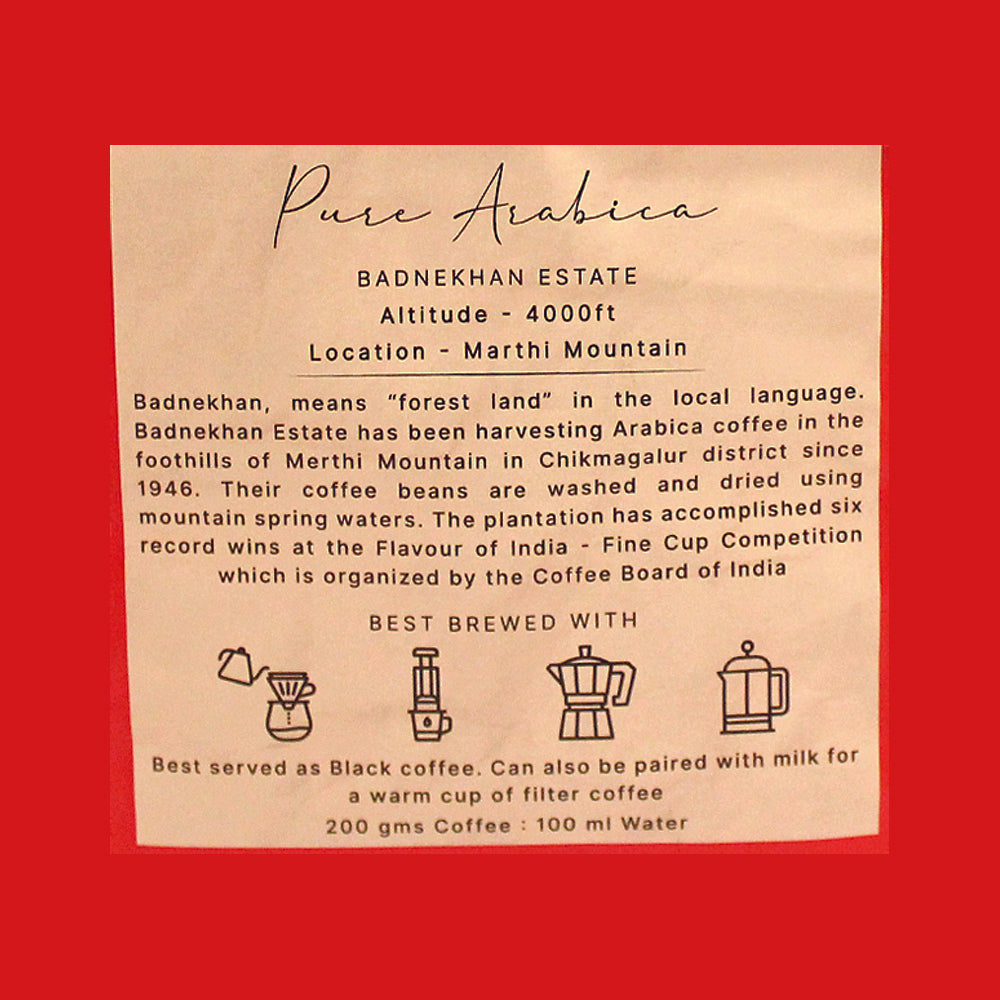 Pure Arabica
BADNEKHAN ESTATE
Altitude - 4000ft
Location - Marthi Mountain
Badnekhan, means “forest land” in the local language.
Badnekhan Estate has been harvesting Arabica coffee in the
foothills of Merthi Mountain in Chikmagalur district since
1946. Their coffee beans are washed and dried using
mountain spring waters. The plantation has accomplished six
record wins at the Flavour of India - Fine Cup Competition
which is organized by the Coffee Board of India
BEST BREWED WITH
Best served as Black coffee. Can also be paired with milk for
a warm cup of filter coffee
200 gms Coffee : 100 ml Water